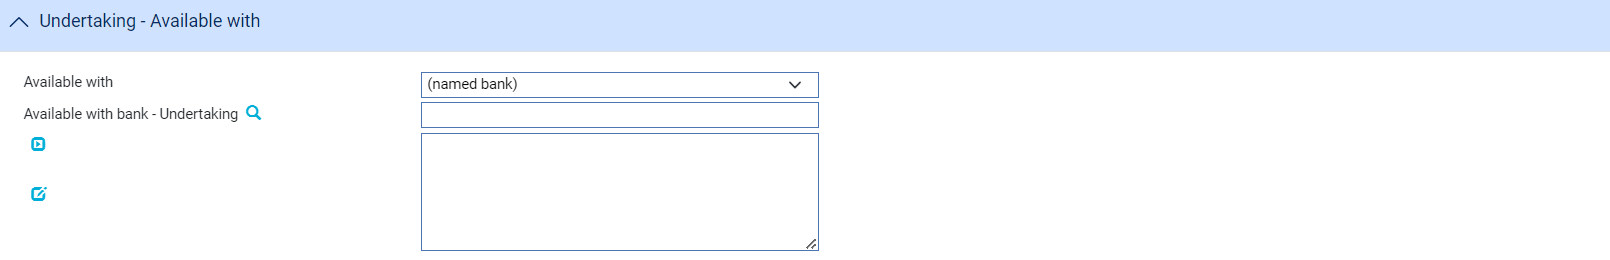 Undertaking - Available with
Available with
(named bank)
Available with bank - Undertaking